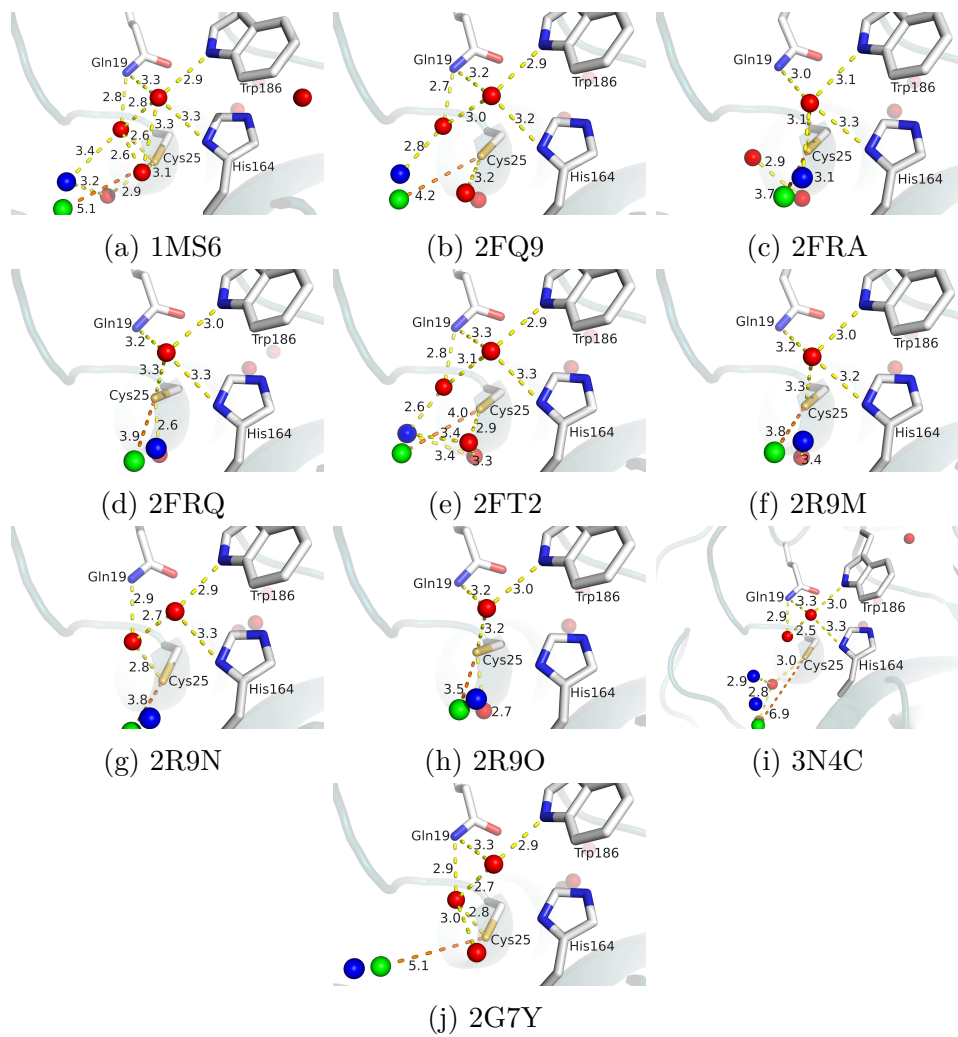 Gln19 3.3 2.9 Trp186
2.8 2.8 3.3
3.4 2.6 3.3 Cys25
2.6 3.1 His164
3.2 2.9
5.1
(a) 1MS6
Gln19 3.2 2.9 Trp186
2.7 3.0
2.8 3.2 Cys25
3.2 His164
4.2
(b) 2FQ9
Gln19 3.0 3.1 Trp186
3.1 3.3
2.9 Cys25
3.7 3.1 His164
(c) 2FRA
Gln19 3.2 3.0 Trp186
3.3 3.3
Cys25
3.9 2.6 His164
(d) 2FRQ
Gln19 3.3 2.9 Trp186
2.8 3.1
3.3
2.6 4.0 Cys25
3.4 2.9 His164
3.4 3.3
(e) 2FT2
Gln19 3.2 3.0 Trp186
3.3 3.2
Cys25
3.8 His164
3.4
(f) 2R9M
Gln19 2.9 2.9 Trp186
2.7
3.3
2.8 Cys25 His164
3.8
(g) 2R9N
Gln19 3.2 3.0 Trp186
3.2
Cys25
3.5 His164
2.7
(h) 2R9O
Gln19 3.3 3.0 Trp186
2.9 2.5 3.3
3.0 Cys25 His164
2.9 2.8
6.9
(i) 3N4C
Gln19 3.3 2.9 Trp186
2.9 2.7
3.0 2.8
Cys25 His164
5.1
(j) 2G7Y